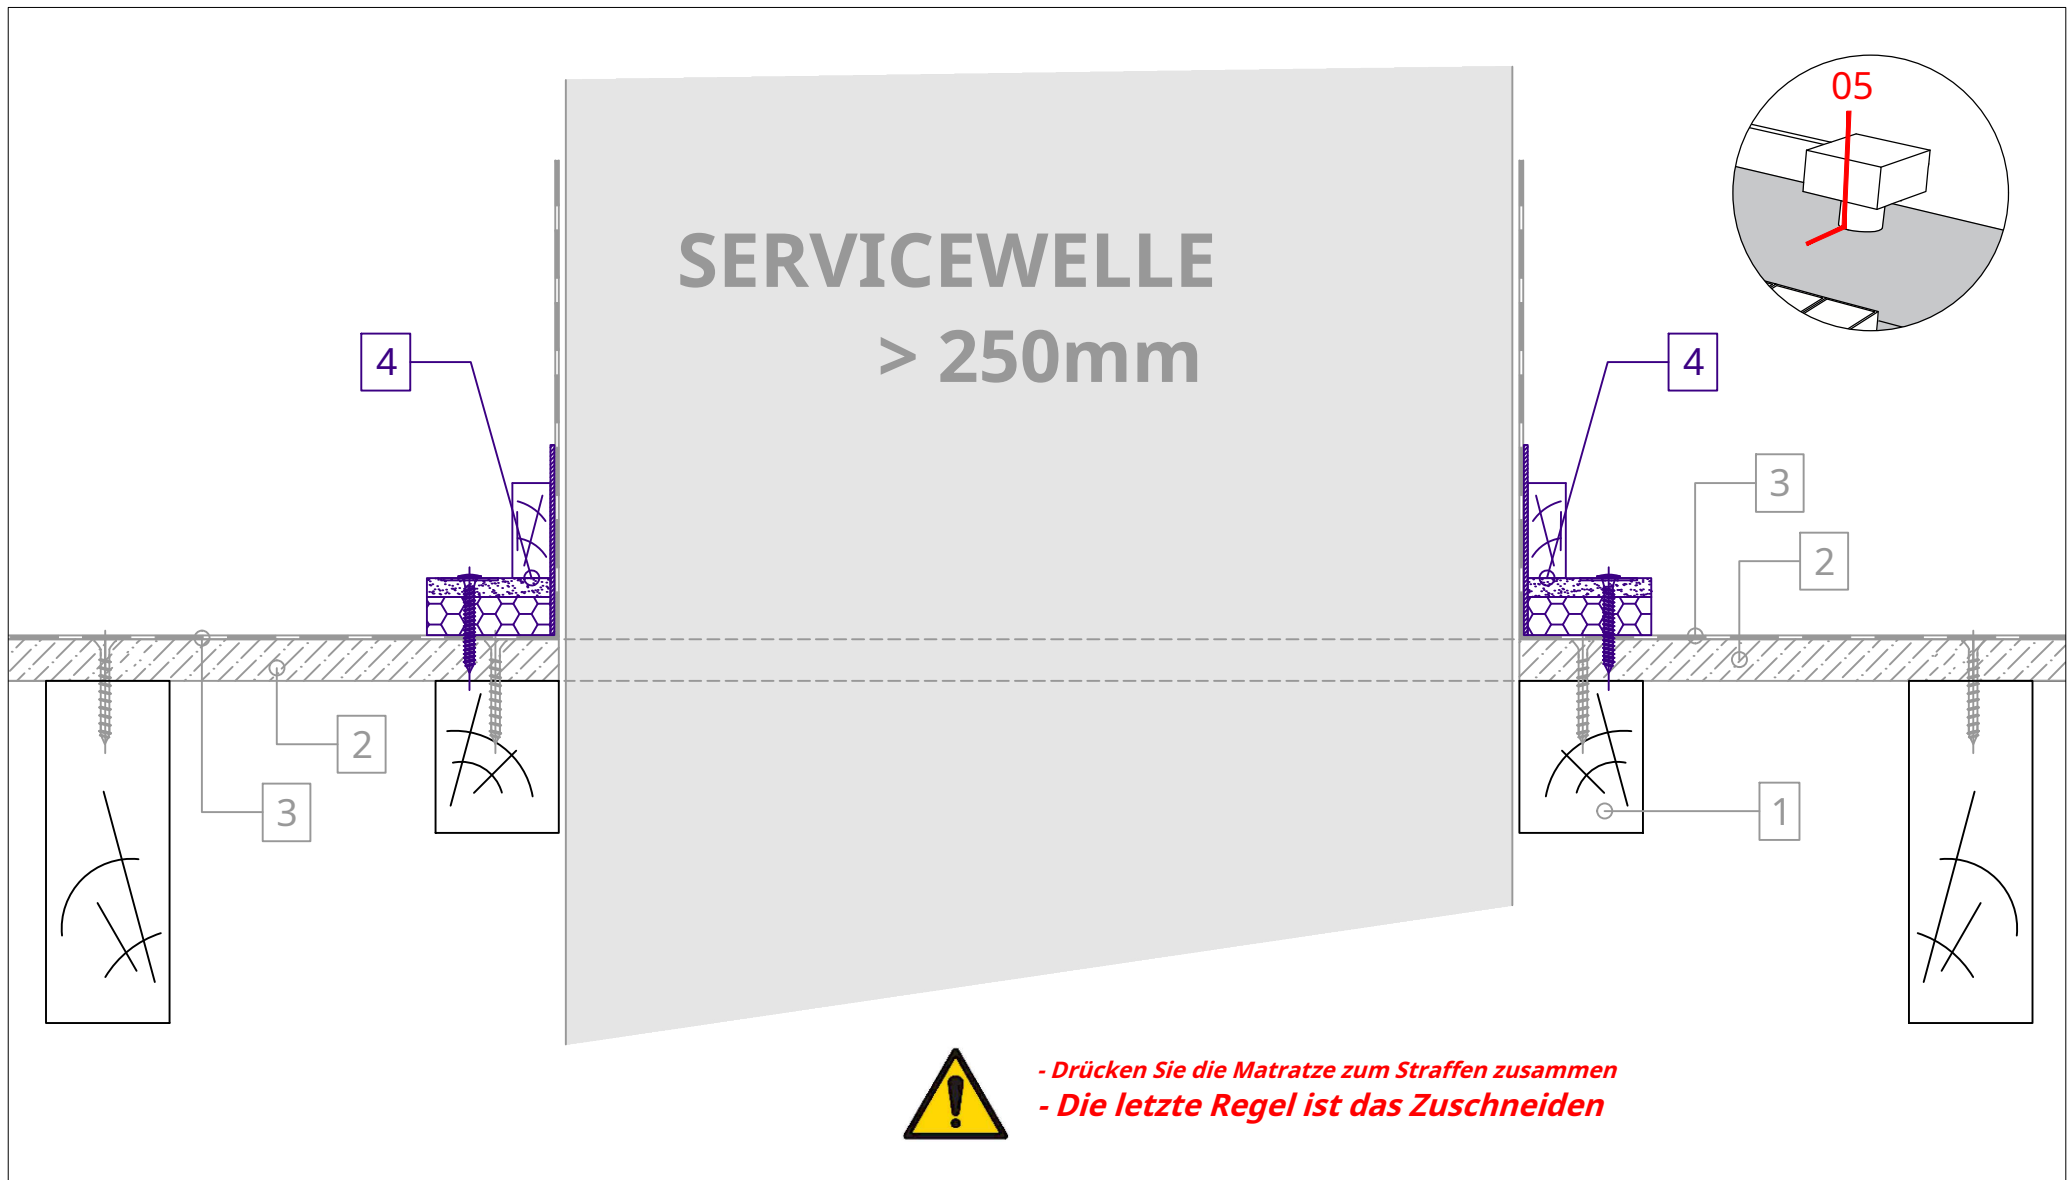 05
SERVICEWELLE
> 250mm
4
4
3
2
2
3
1
- Drücken Sie die Matratze zum Straffen zusammen
- Die letzte Regel ist das Zuschneiden